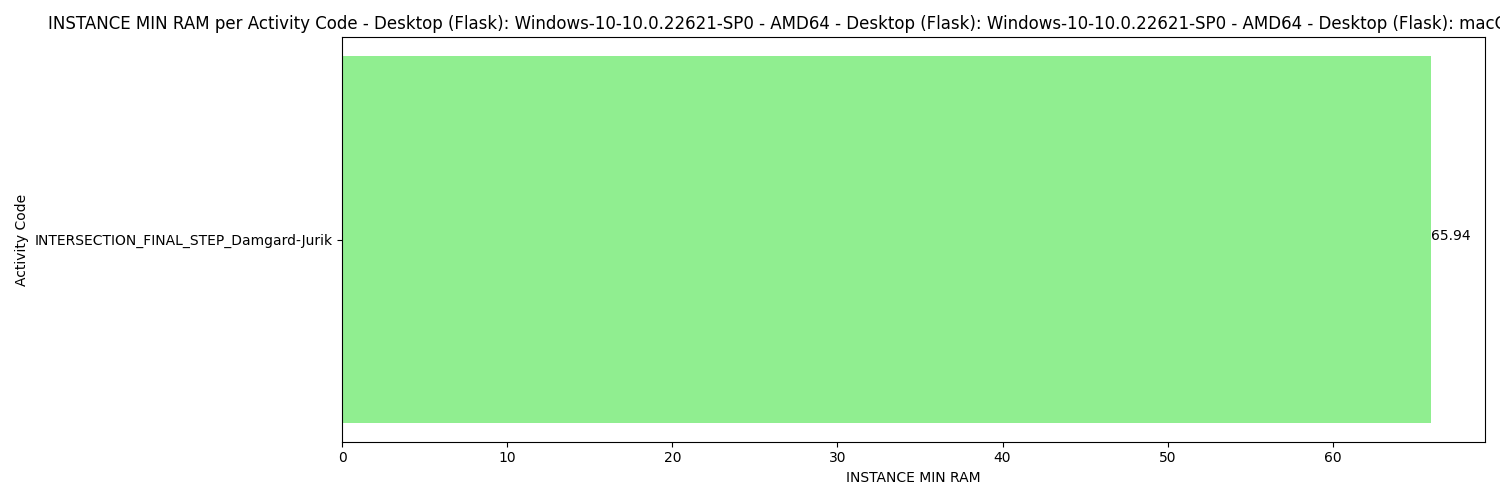 INSTANCE MIN RAM per Activity Code - Desktop (Flask): Windows-10-10.0.22621-SP0 - AMD64 - Desktop (Flask): Windows-10-10.0.22621-SP0 - AMD64 - Desktop (Flask):
Activity Code
INTERSECTION_FINAL_STEP_Damgard-Jurik
65.94
0 10 20 30 40 50 60
INSTANCE MIN RAM